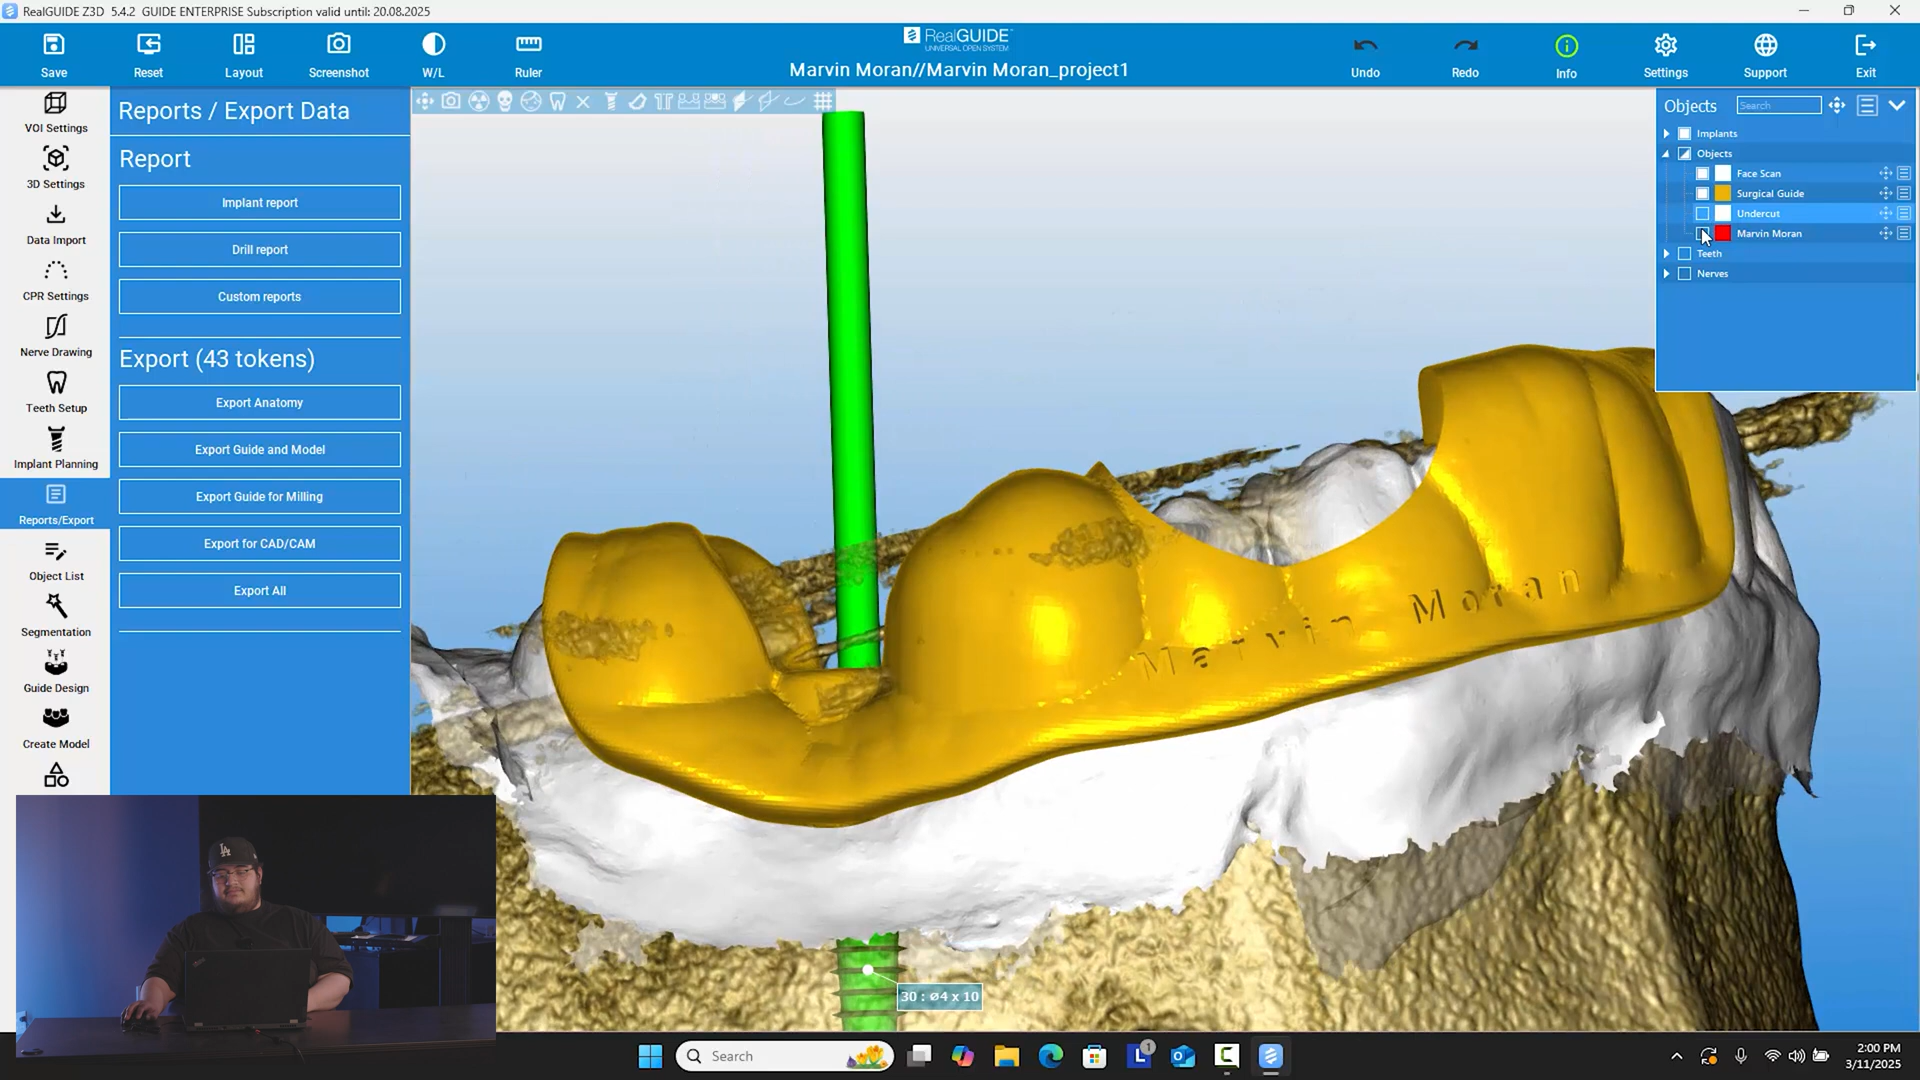 RealGUIDE Z3D 5.4.2 GUIDE ENTERPRISE Subscription valid until: 20.08.2025
Save
Reset
Layout
Screenshot
W/L
Ruler
RealGUIDE
UNIVERSAL OPEN SYSTEM
Marvin Moran//Marvin Moran_project1
Undo
Redo
Info
Settings
Support
Exit
VOI Settings
3D Settings
Data Import
CPR Settings
Nerve Drawing
Teeth Setup
Implant Planning
Reports/Export
Object List
Segmentation
Guide Design
Create Model
Reports / Export Data
Report
Implant report
Drill report
Custom reports
Export (43 tokens)
Export Anatomy
Export Guide and Model
Export Guide for Milling
Export for CAD/CAM
Export All
Objects
Search
Implants
Objects
Face Scan
Surgical Guide
Undercut
Marvin Moran
Teeth
Nerves
Marvin Moran
30 : ø4 x 10
LA
Search
L
1
C
2:00 PM
3/11/2025